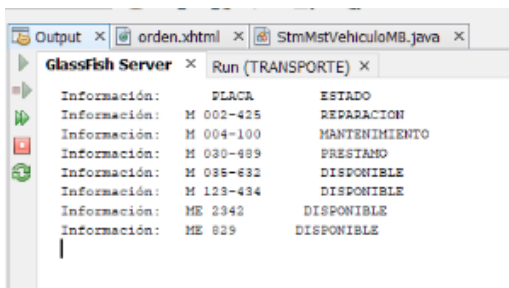 Output × orden.xhtml × StmMstVehiculoMB.java ×
GlassFish Server × Run (TRANSPORTE) ×
Información: PLACA ESTADO
Información: M 002-425 REPARACION
Información: M 004-100 MANTENIMIENTO
Información: M 030-489 PRESTAMO
Información: M 035-632 DISPONIBLE
Información: M 123-434 DISPONIBLE
Información: ME 2342 DISPONIBLE
Información: ME 829 DISPONIBLE